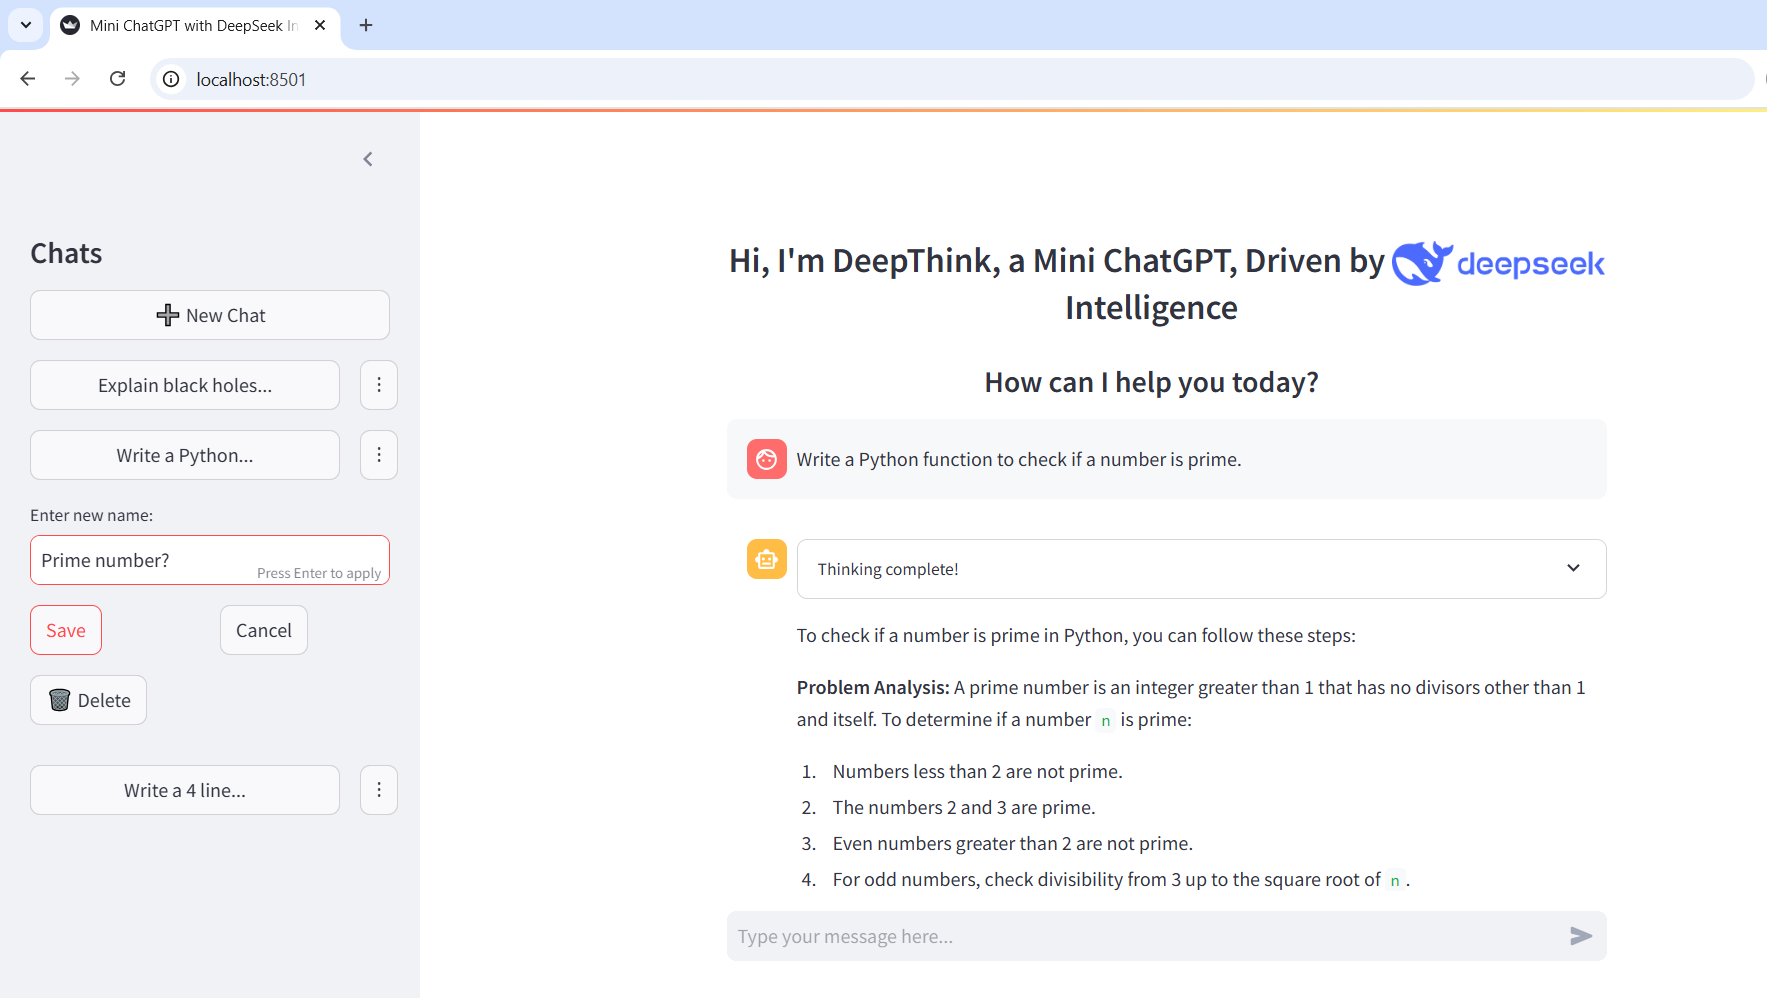 Mini ChatGPT with DeepSeek In
localhost:8501
Chats
New Chat
Explain black holes...
Write a Python...
Enter new name:
Prime number?
Press Enter to apply
Save
Cancel
Delete
Write a 4 line...
Hi, I'm DeepThink, a Mini ChatGPT, Driven by deepseek
Intelligence
How can I help you today?
Write a Python function to check if a number is prime.
Thinking complete!
To check if a number is prime in Python, you can follow these steps:
Problem Analysis: A prime number is an integer greater than 1 that has no divisors other than 1
and itself. To determine if a number n is prime:
1. Numbers less than 2 are not prime.
2. The numbers 2 and 3 are prime.
3. Even numbers greater than 2 are not prime.
4. For odd numbers, check divisibility from 3 up to the square root of n.
Type your message here...